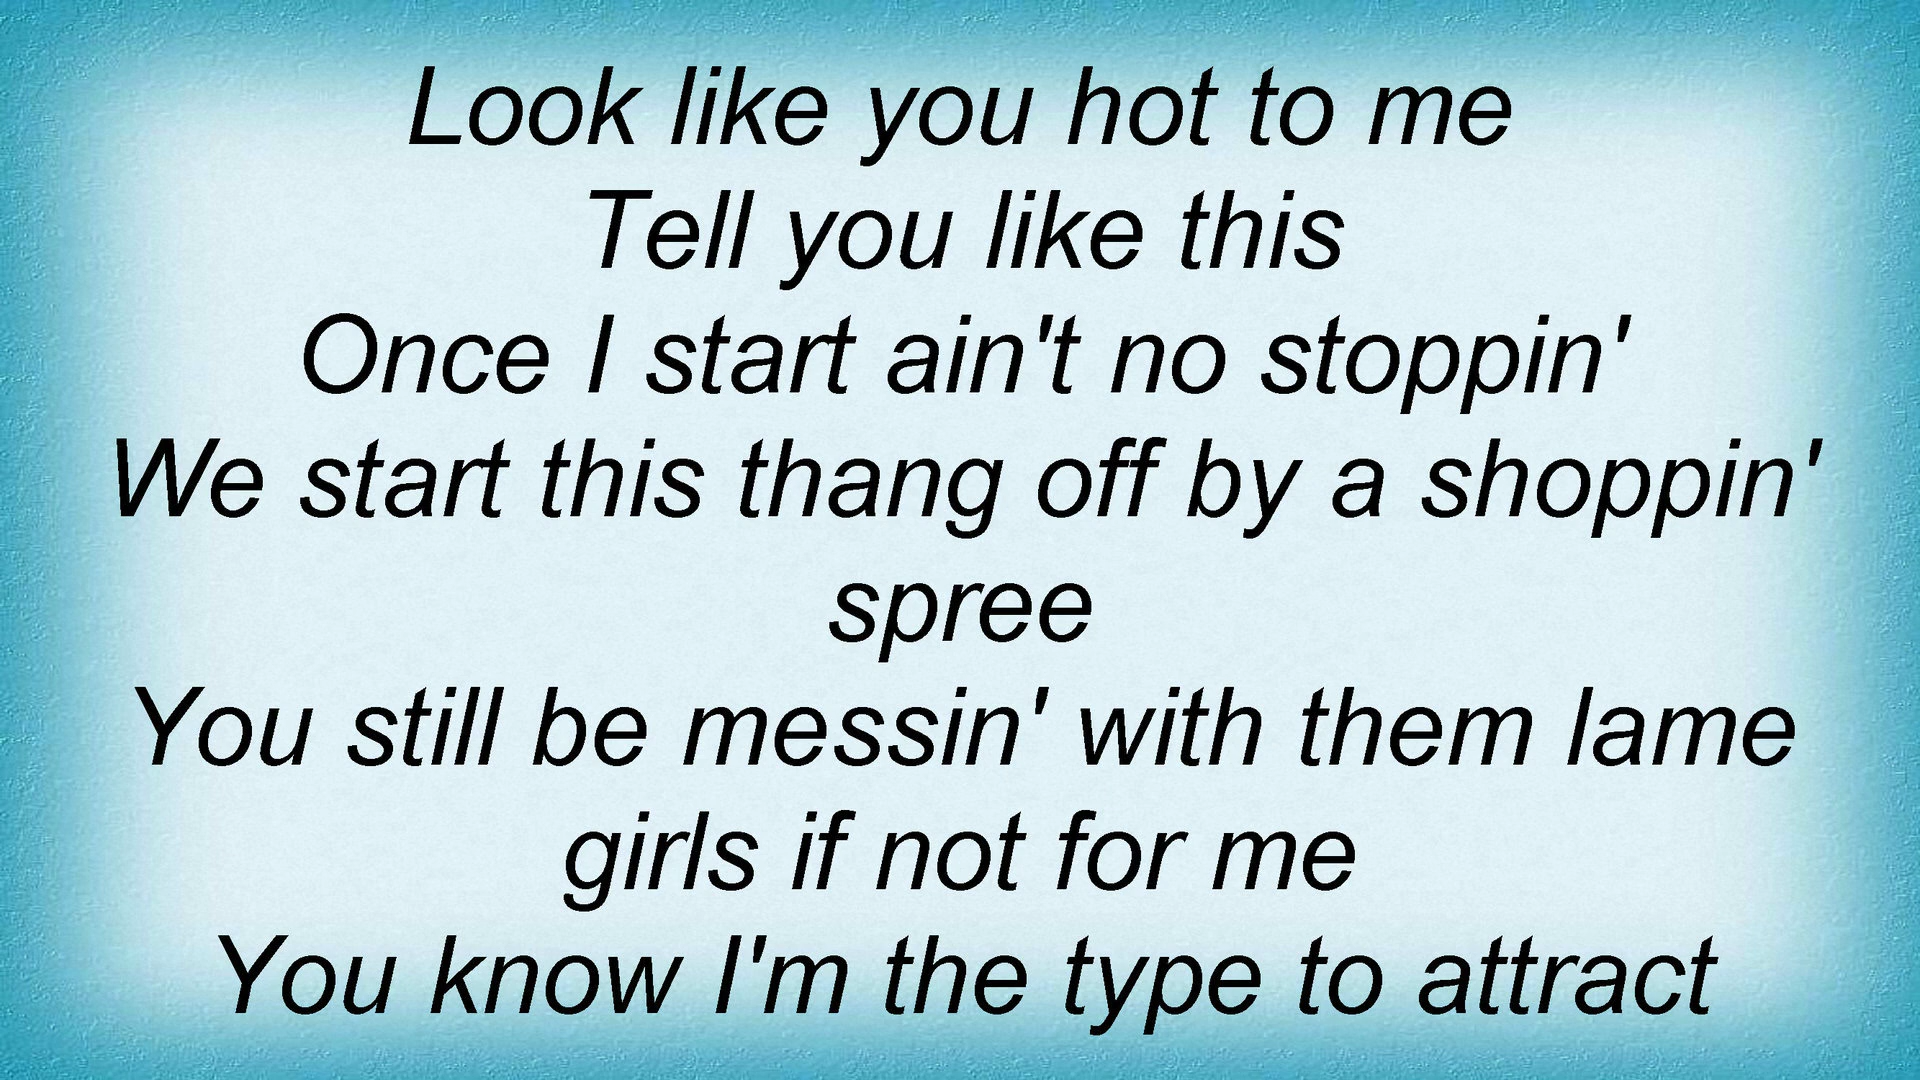 Look like you hot to me
Tell you like this
Once I start ain't no stoppin'
We start this thang off by a shoppin'
spree
You still be messin' with them lame
girls if not for me
You know I'm the type to attract